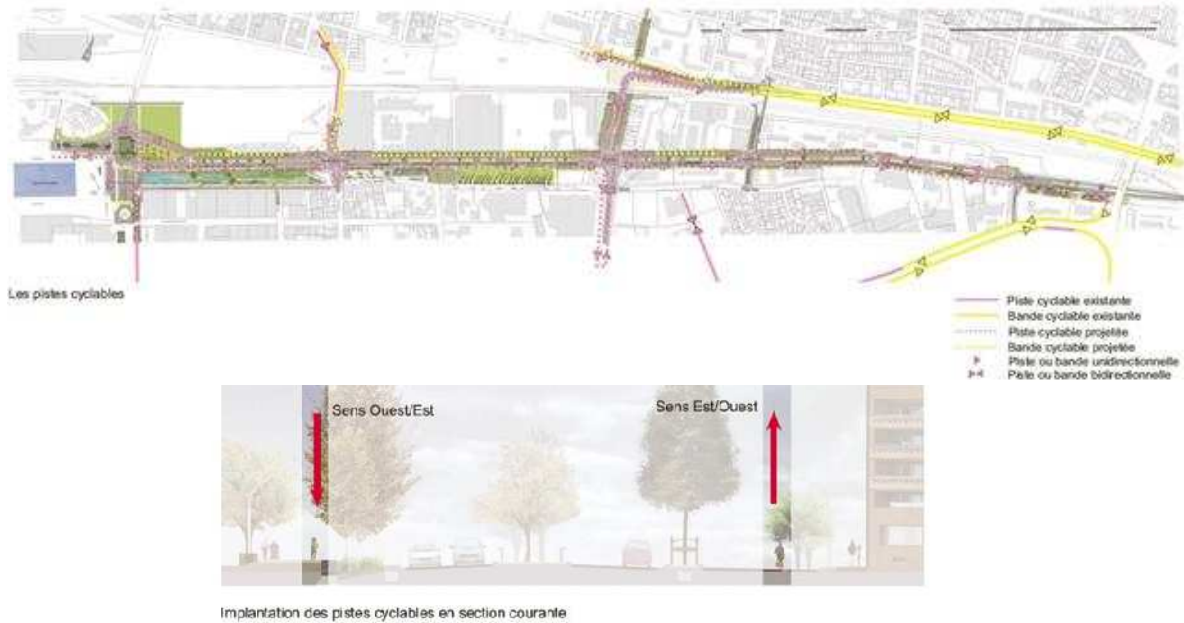 Les pistes cyclables
Piste cyclable existante
Bande cyclable existante
Piste cyclable projetée
Bande cyclable projetée
Piste ou bande unidirectionnelle
Piste ou bande bidirectionnelle
Sens Ouest/Est
Sens Est/Ouest
Implantation des pistes cyclables en section courante